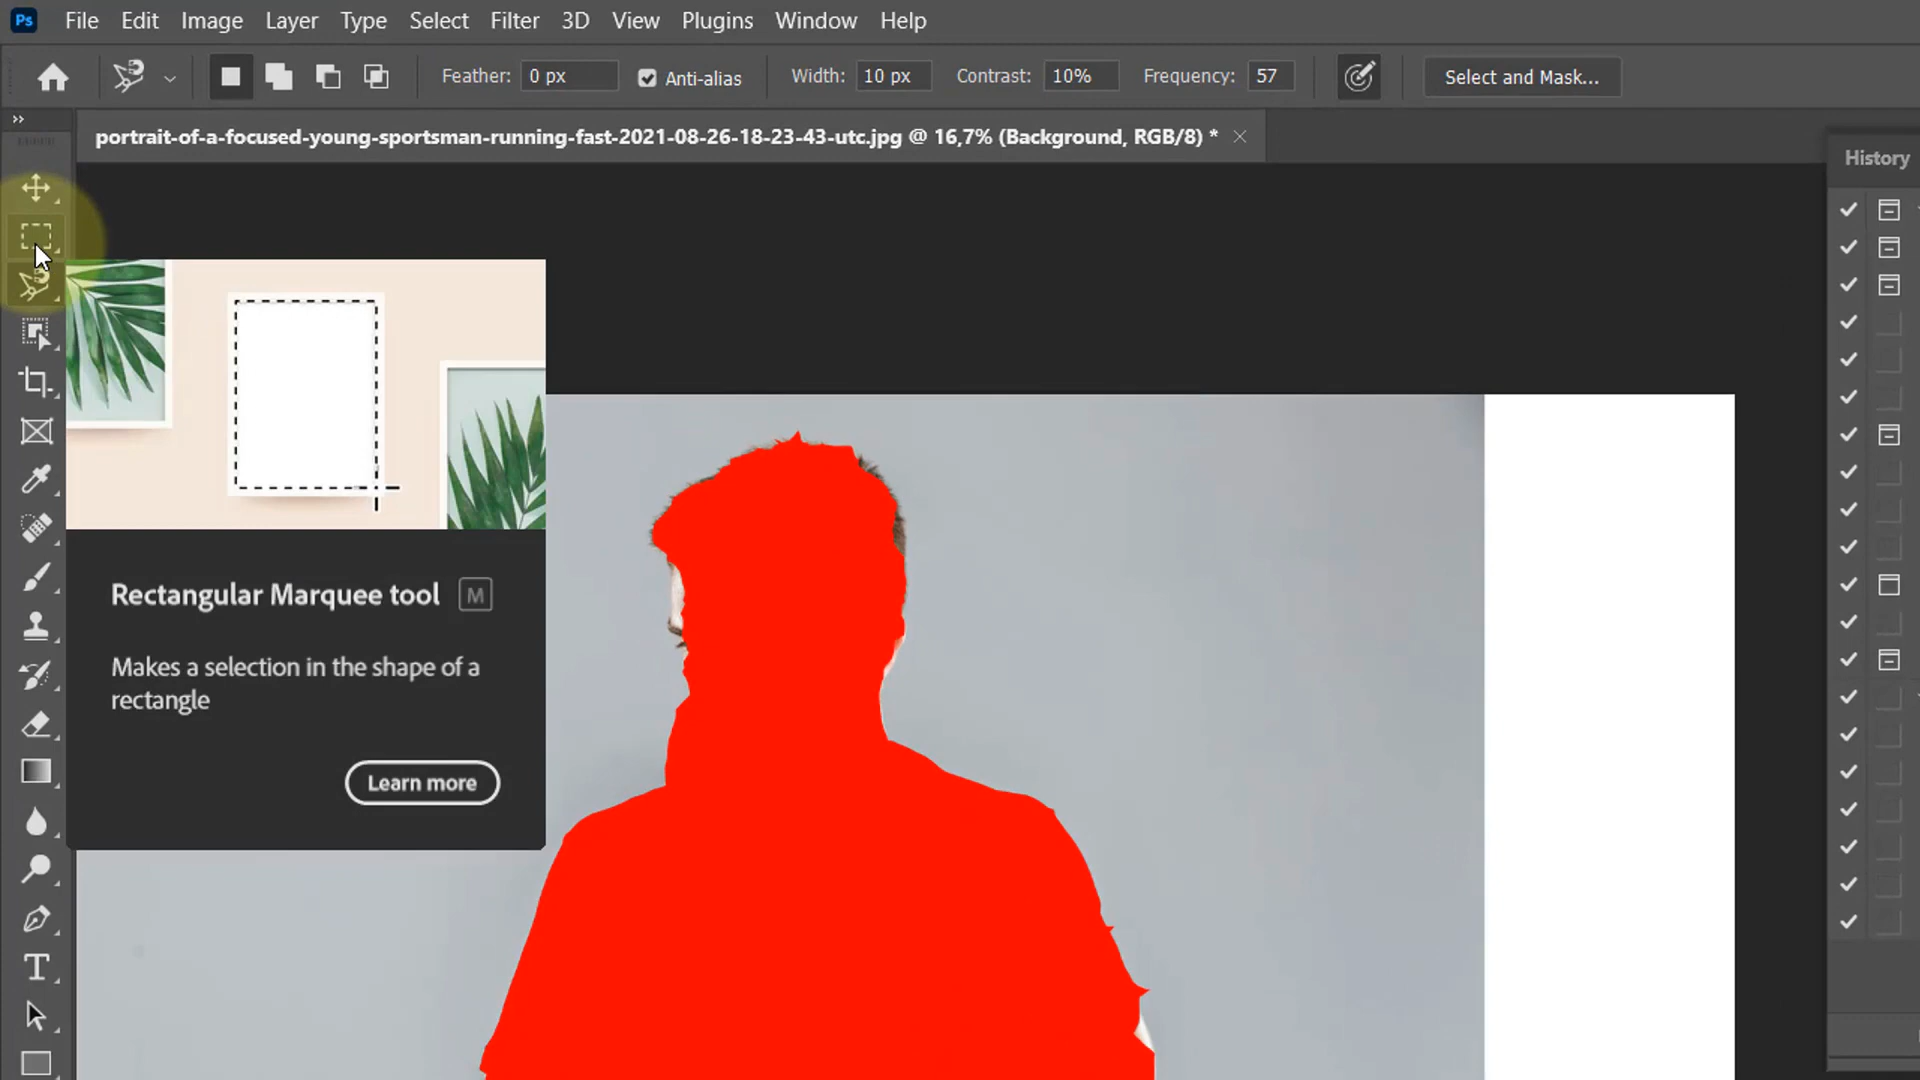 Ps File Edit Image Layer Type Select Filter 3D View Plugins Window Help
Feather: 0 px Anti-alias Width: 10 px Contrast: 10% Frequency: 57 Select and Mask...
portrait-of-a-focused-young-sportsman-running-fast-2021-08-26-18-23-43-utc.jpg @ 16,7% (Background, RGB/8) *
History
Rectangular Marquee tool M
Makes a selection in the shape of a
rectangle
Learn more